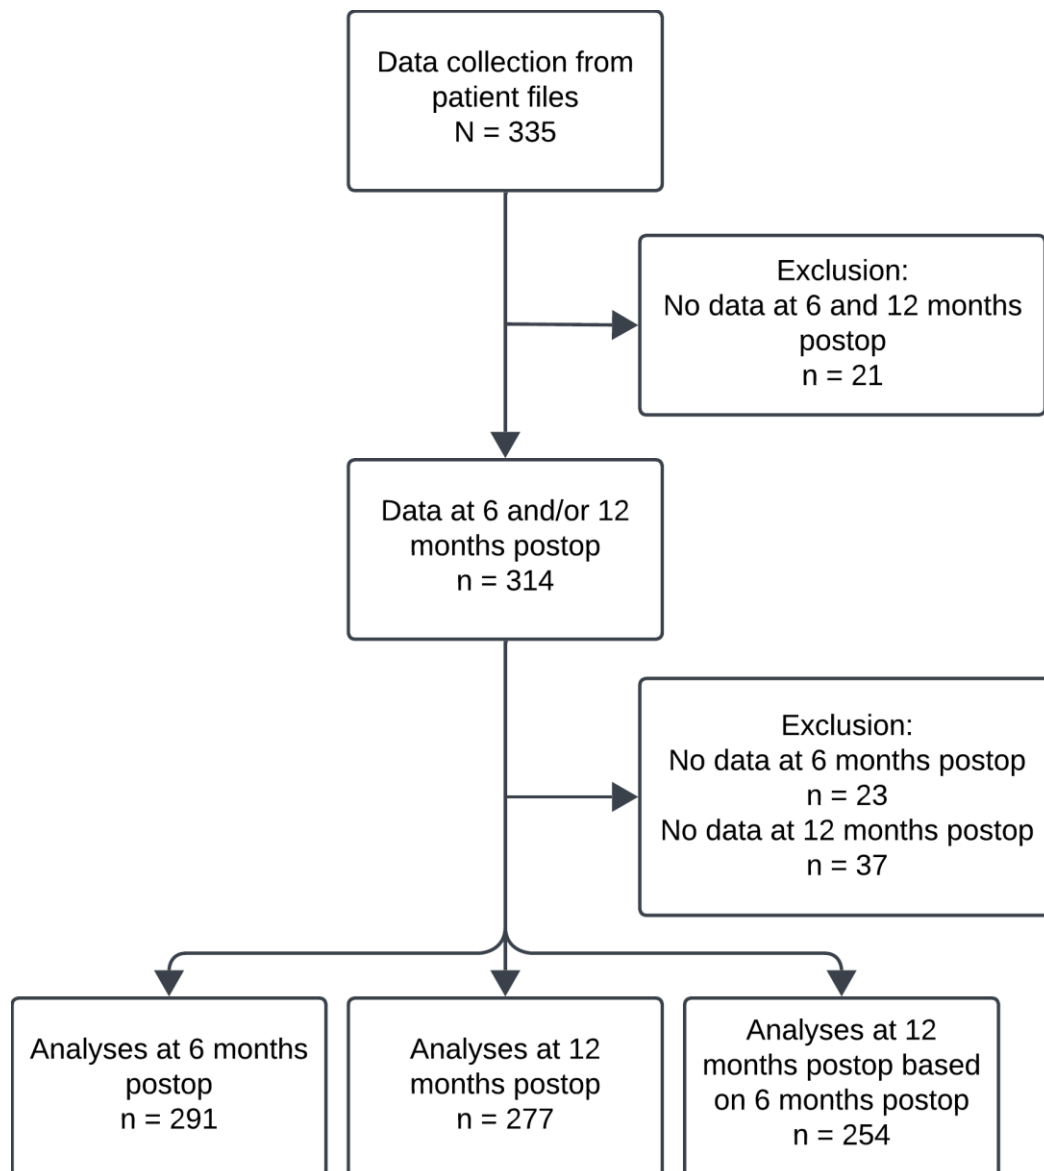 Data collection from
patient files
N = 335
Exclusion:
No data at 6 and 12 months
postop
n = 21
Data at 6 and/or 12
months postop
n = 314
Exclusion:
No data at 6 months postop
n = 23
No data at 12 months postop
n = 37
Analyses at 6 months
postop
n = 291
Analyses at 12
months postop
n = 277
Analyses at 12
months postop based
on 6 months postop
n = 254